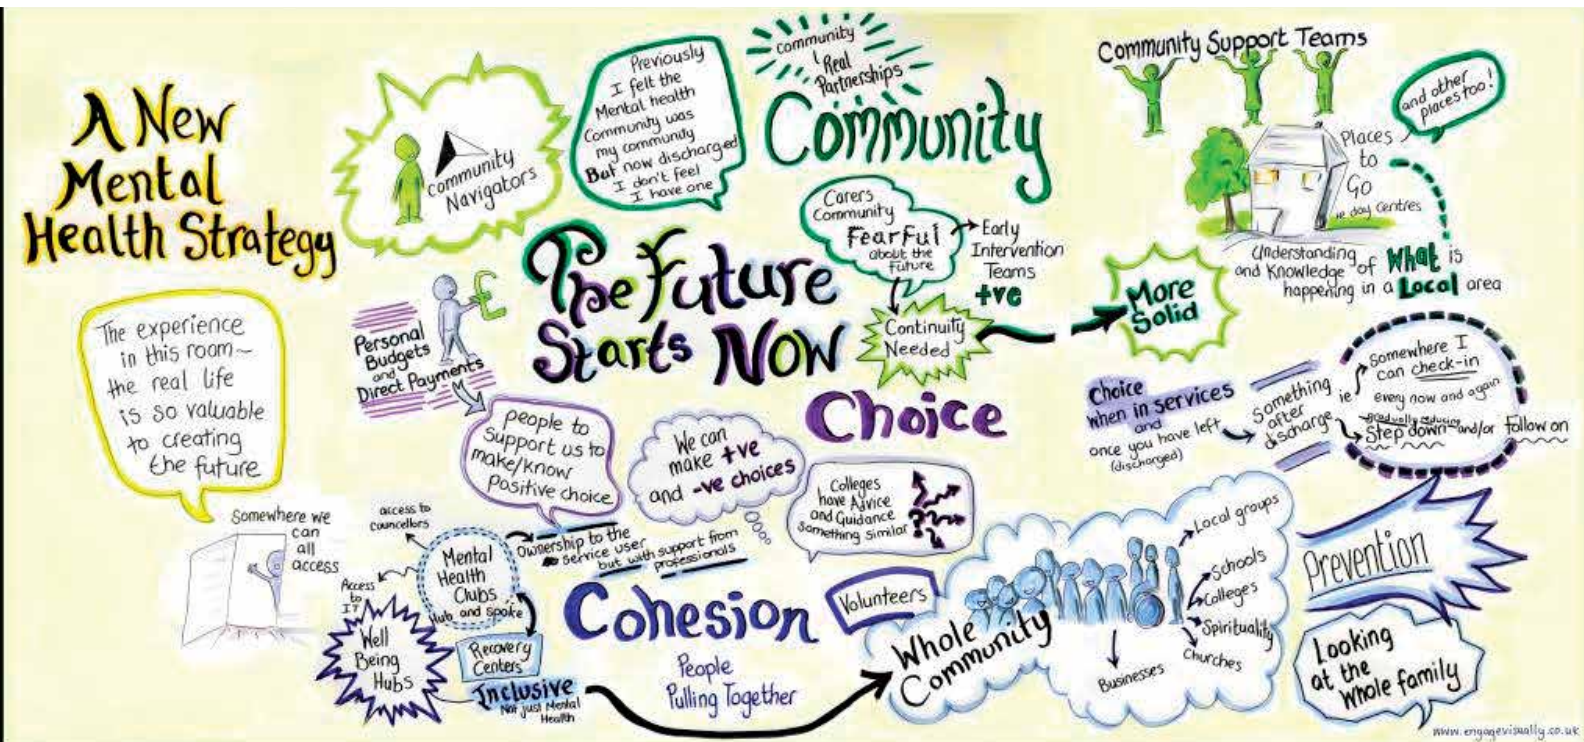 A New
Mental
Health Strategy
The experience
in this room~
the real life
is so valuable
to creating
the future
Somewhere we
can
all
access
community
Navigators
Previously
I felt the
Mental health
Community was
my community
But now discharged
I don't feel
I have one
community
Real
Partnerships
Community
Carers
Community
Fearful
about the
Future
Early
Intervention
Teams
+ve
Continuity
Needed
More
Solid
Community Support Teams
and other
places too!
Places
to
Go
ie day centres
Understanding
and Knowledge of What is
happening in a Local area
The Future
Starts NOW
Personal
Budgets
and
Direct Payments
£
people to
Support us to
make/know
positive choice
Choice
We can
make +ve
and -ve choices
Colleges
have Advice
and Guidance
something similar
?
Choice
when in services
and
once you have left
(discharged)
Something
after
discharge
ie
Somewhere I
can check-in
every now and again
gradually reducing
Step down and/or follow on
access to
councellors
Access
to
IT
Mental
Health
Clubs
Hub and spoke
Ownership to the
service user
but with support from
professionals
Well
Being
Hubs
Recovery
Centers
Inclusive
Not just Mental
Health
Cohesion
People
Pulling Together
Volunteers
Whole
Community
Local groups
Schools
Colleges
Spirituality
Churches
Businesses
Prevention
Looking
at the
whole family
www.engagevisually.co.uk